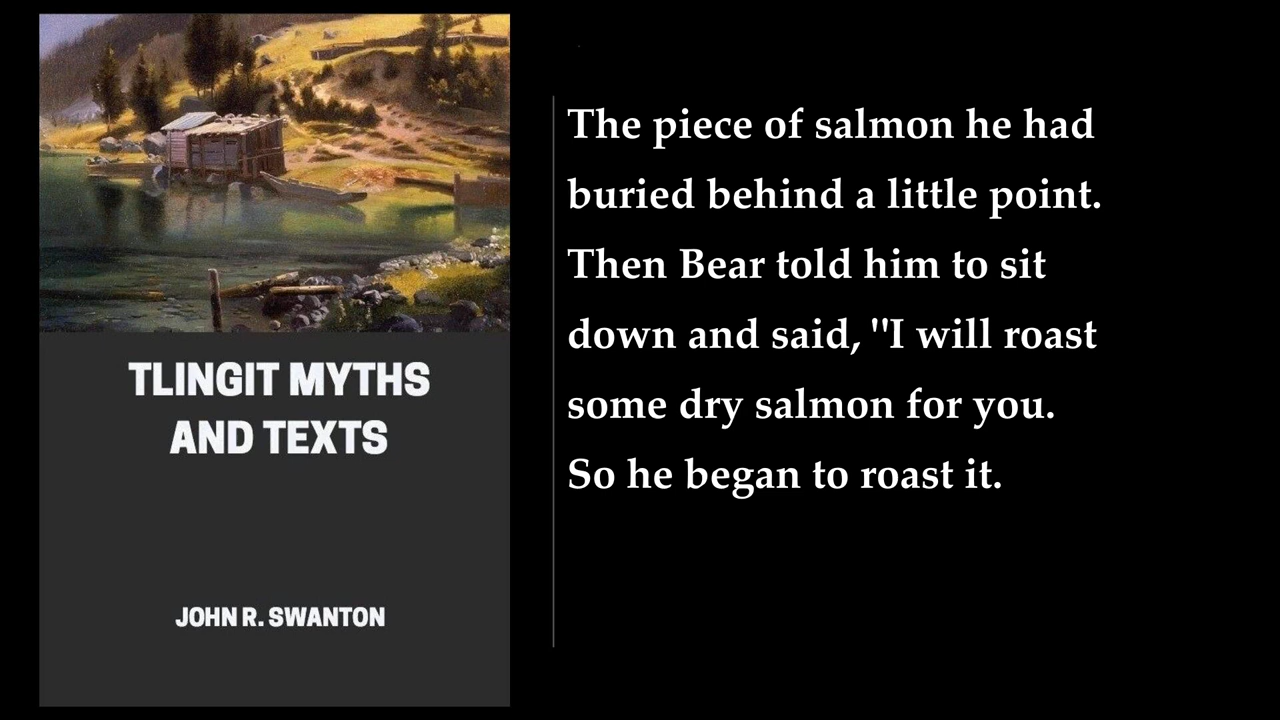 TLINGIT MYTHS
AND TEXTS
JOHN R. SWANTON
The piece of salmon he had
buried behind a little point.
Then Bear told him to sit
down and said, "I will roast
some dry salmon for you.
So he began to roast it.